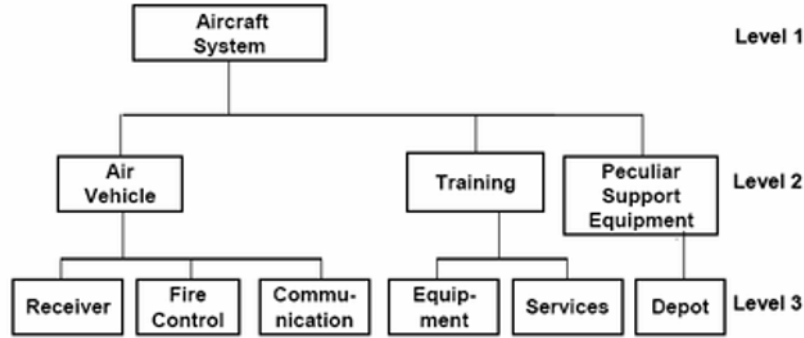 Aircraft
System
Level 1
Air
Vehicle
Training
Peculiar
Support
Equipment
Level 2
Receiver
Fire
Control
Commu-
nication
Equip-
ment
Services
Depot
Level 3